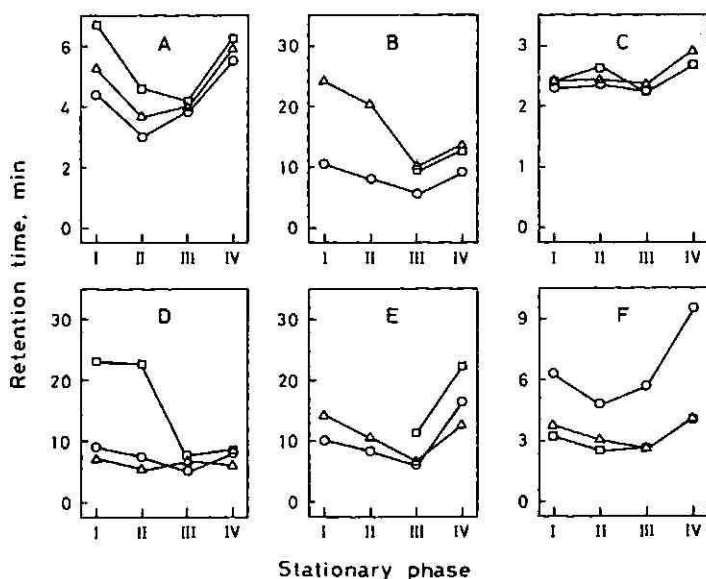 A B C
6 4 2 0
30 20 10 0
3 2 1 0
I II III IV I II III IV I II III IV
D E F
30 20 10 0
30 20 10 0
9 6 3 0
I II III IV I II III IV I II III IV
Retention time, min
Stationary phase